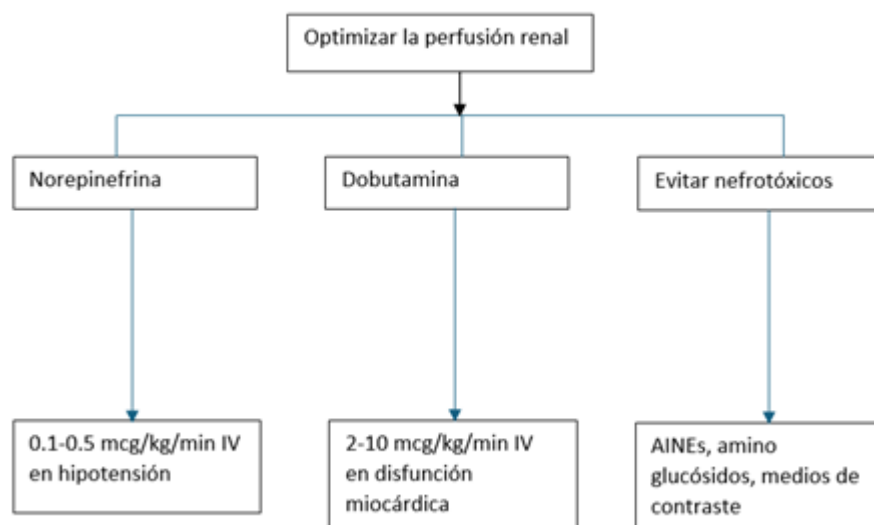 Optimizar la perfusión renal
Norepinefrina
Dobutamina
Evitar nefrotóxicos
0.1-0.5 mcg/kg/min IV
en hipotensión
2-10 mcg/kg/min IV
en disfunción
miocárdica
AINEs, amino
glucósidos, medios de
contraste